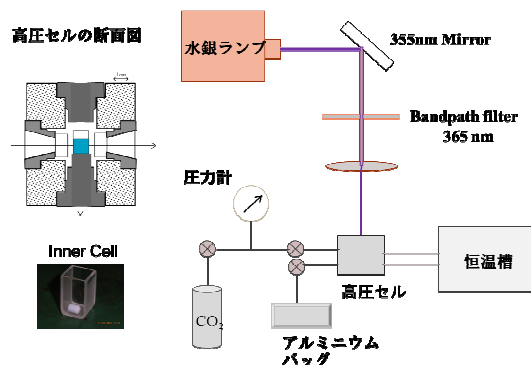 高圧セルの断面図
水銀ランプ
355nm Mirror
Bandpath filter
365 nm
圧力計
Inner Cell
CO2
高圧セル
恒温槽
アルミニウム
バッグ